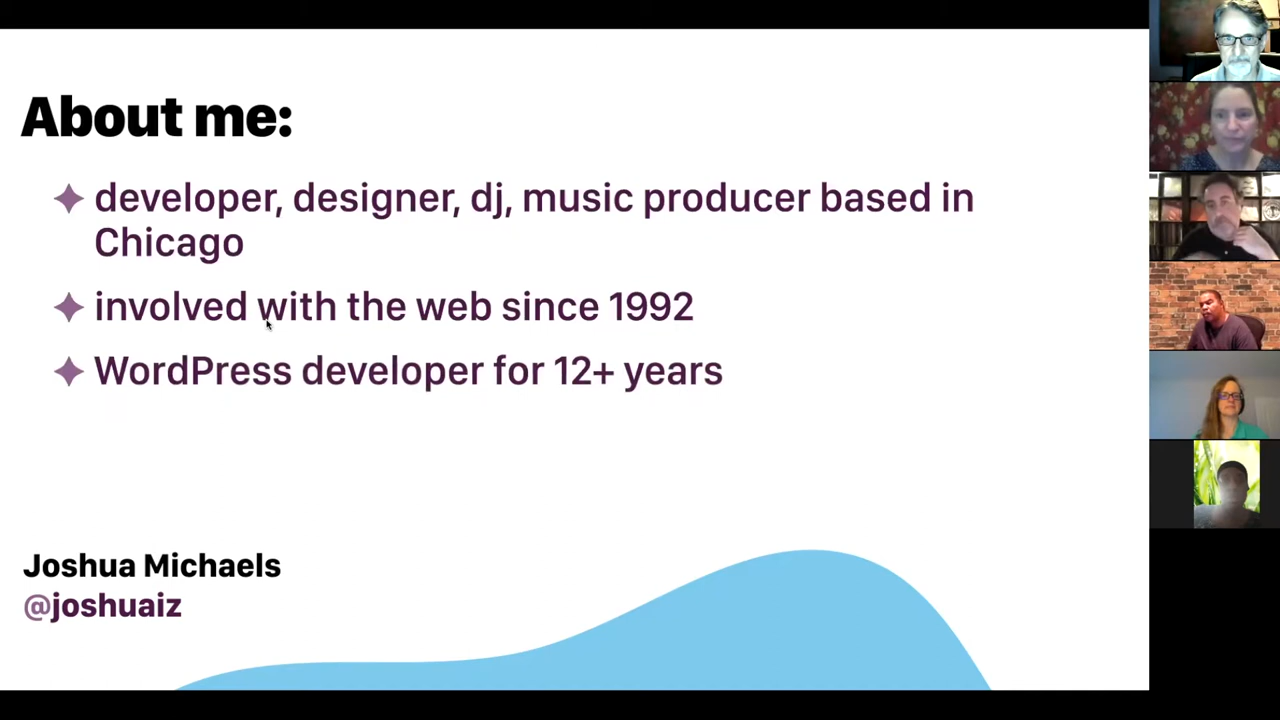 About me:
developer, designer, dj, music producer based in
Chicago
involved with the web since 1992
WordPress developer for 12+ years
Joshua Michaels
@joshuaiz